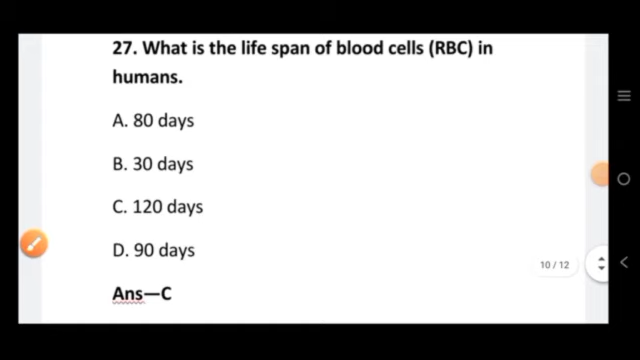 27. What is the life span of blood cells (RBC) in
humans.
A. 80 days
B. 30 days
C. 120 days
D. 90 days
10 / 12
Ans—C